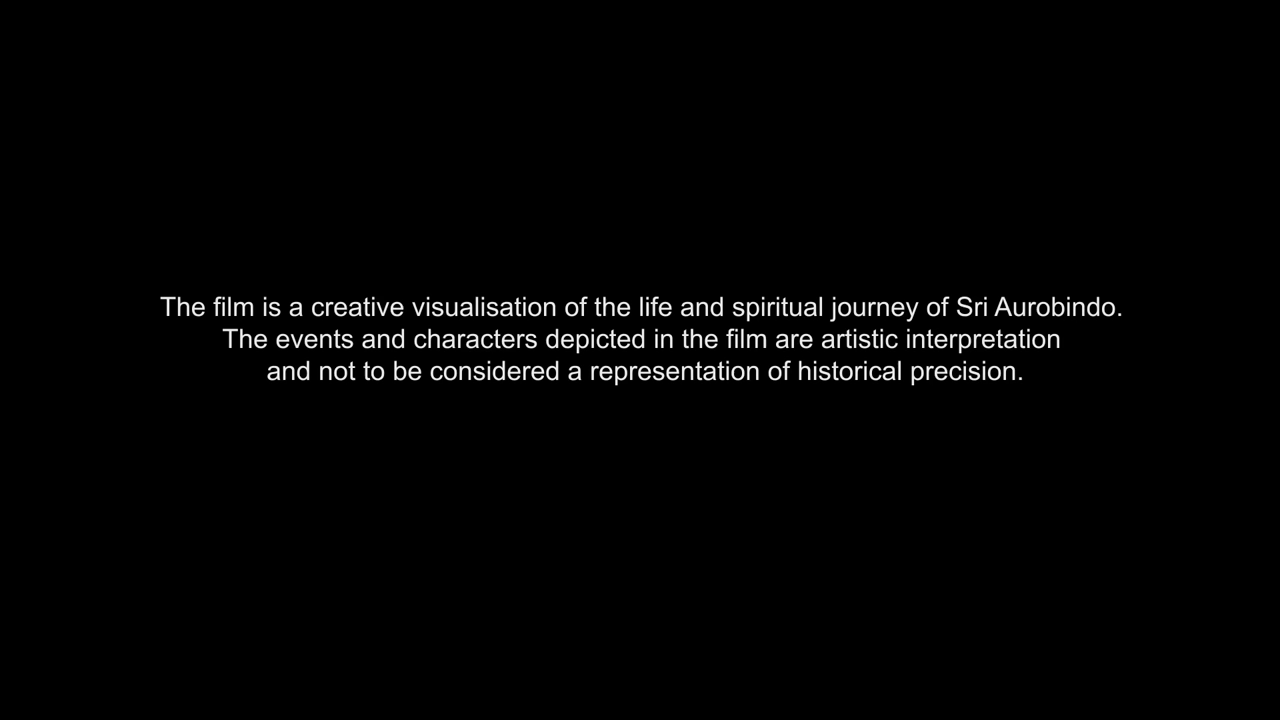 The film is a creative visualisation of the life and spiritual journey of Sri Aurobindo.
The events and characters depicted in the film are artistic interpretation
and not to be considered a representation of historical precision.